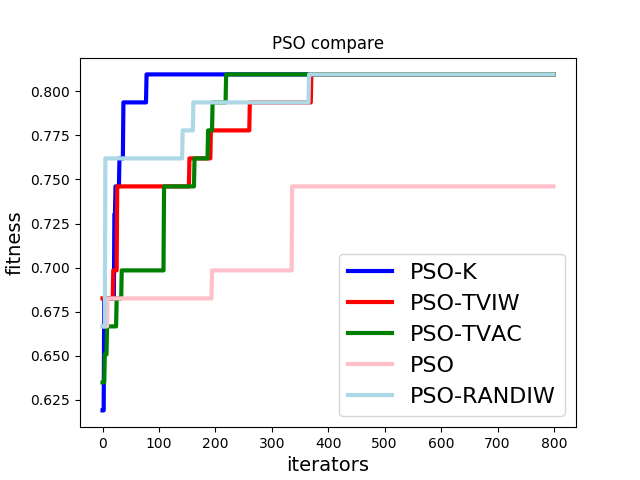 PSO compare
fitness
0.800
0.775
0.750
0.725
0.700
0.675
0.650
0.625
PSO-K
PSO-TVIW
PSO-TVAC
PSO
PSO-RANDIW
0 100 200 300 400 500 600 700 800
iterators